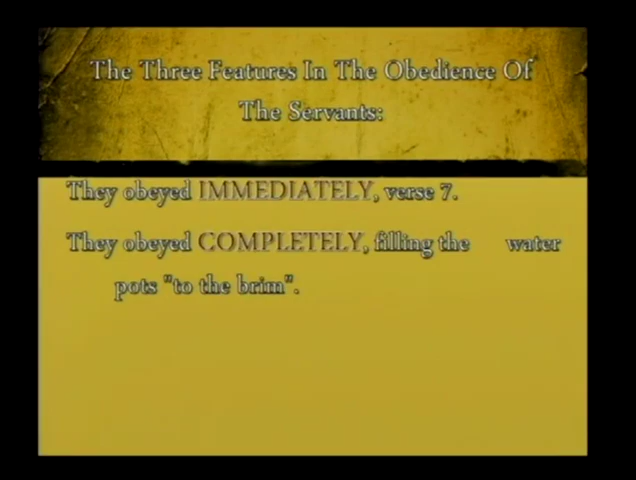 The Three Features In The Obedience Of
The Servants:
They obeyed IMMEDIATELY, verse 7.
They obeyed COMPLETELY, filling the water
pots "to the brim".